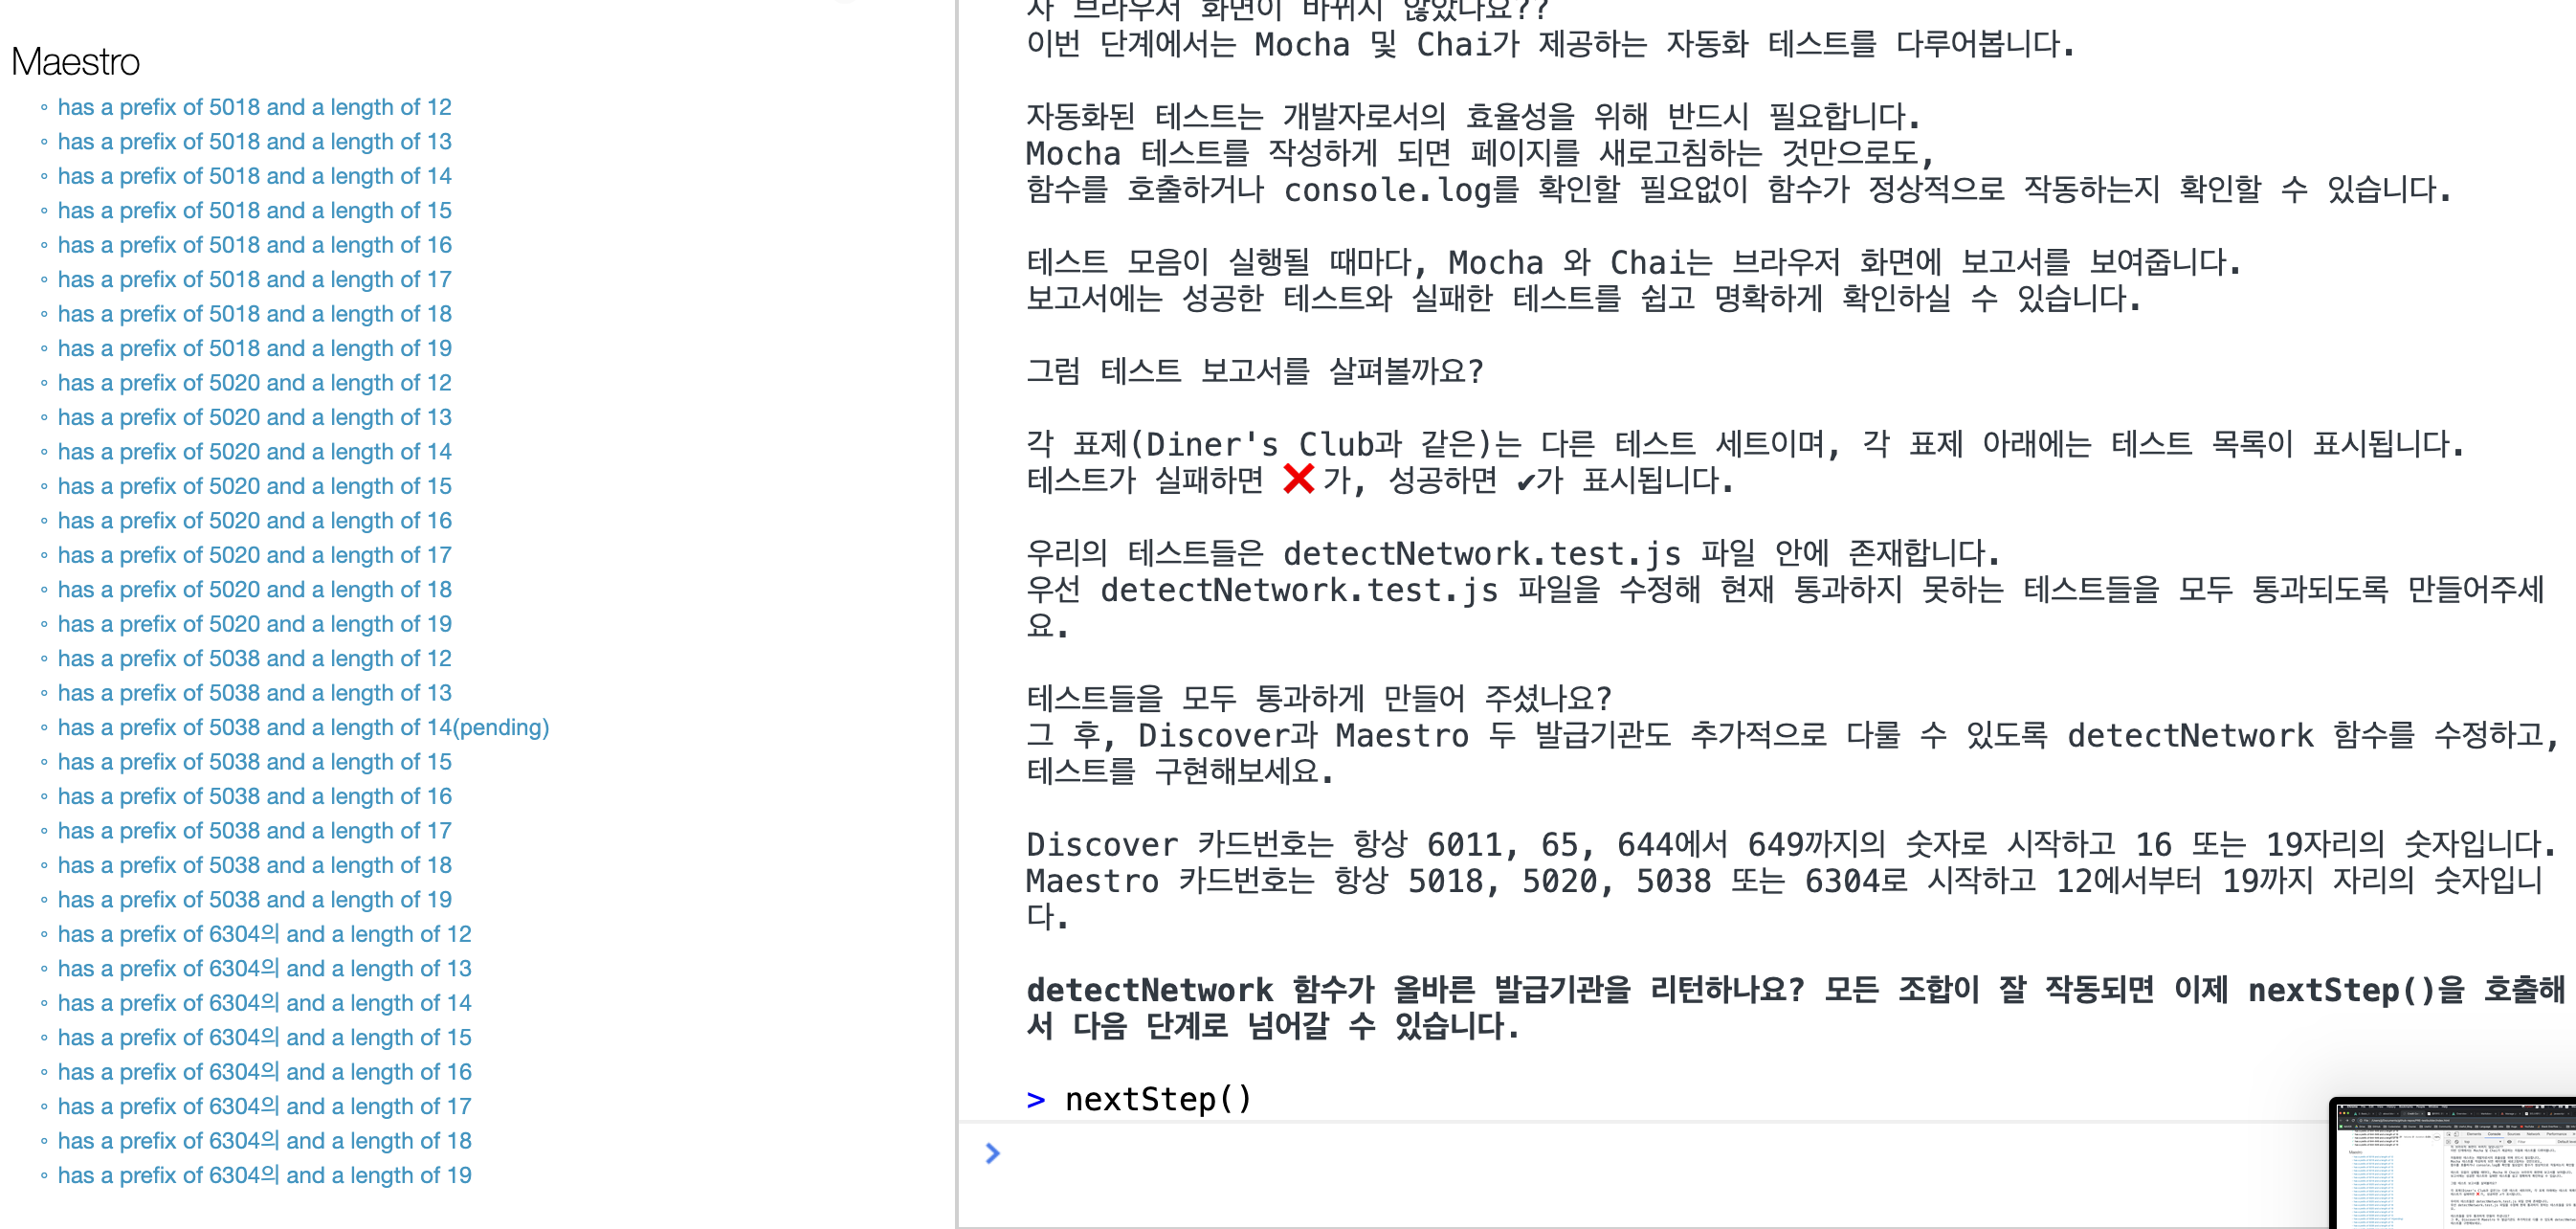 Maestro
has a prefix of 5018 and a length of 12
has a prefix of 5018 and a length of 13
has a prefix of 5018 and a length of 14
has a prefix of 5018 and a length of 15
has a prefix of 5018 and a length of 16
has a prefix of 5018 and a length of 17
has a prefix of 5018 and a length of 18
has a prefix of 5018 and a length of 19
has a prefix of 5020 and a length of 12
has a prefix of 5020 and a length of 13
has a prefix of 5020 and a length of 14
has a prefix of 5020 and a length of 15
has a prefix of 5020 and a length of 16
has a prefix of 5020 and a length of 17
has a prefix of 5020 and a length of 18
has a prefix of 5020 and a length of 19
has a prefix of 5038 and a length of 12
has a prefix of 5038 and a length of 13
has a prefix of 5038 and a length of 14(pending)
has a prefix of 5038 and a length of 15
has a prefix of 5038 and a length of 16
has a prefix of 5038 and a length of 17
has a prefix of 5038 and a length of 18
has a prefix of 5038 and a length of 19
has a prefix of 6304의 and a length of 12
has a prefix of 6304의 and a length of 13
has a prefix of 6304의 and a length of 14
has a prefix of 6304의 and a length of 15
has a prefix of 6304의 and a length of 16
has a prefix of 6304의 and a length of 17
has a prefix of 6304의 and a length of 18
has a prefix of 6304의 and a length of 19
자 브라우저 화면이 바뀌지 않았나요??
이번 단계에서는 Mocha 및 Chai가 제공하는 자동화 테스트를 다루어봅니다.
자동화된 테스트는 개발자로서의 효율성을 위해 반드시 필요합니다.
Mocha 테스트를 작성하게 되면 페이지를 새로고침하는 것만으로도,
함수를 호출하거나 console.log를 확인할 필요없이 함수가 정상적으로 작동하는지 확인할 수 있습니다.
테스트 모음이 실행될 때마다, Mocha 와 Chai는 브라우저 화면에 보고서를 보여줍니다.
보고서에는 성공한 테스트와 실패한 테스트를 쉽고 명확하게 확인하실 수 있습니다.
그럼 테스트 보고서를 살펴볼까요?
각 표제(Diner's Club과 같은)는 다른 테스트 세트이며, 각 표제 아래에는 테스트 목록이 표시됩니다.
테스트가 실패하면 ❌가, 성공하면 ✔가 표시됩니다.
우리의 테스트들은 detectNetwork.test.js 파일 안에 존재합니다.
우선 detectNetwork.test.js 파일을 수정해 현재 통과하지 못하는 테스트들을 모두 통과되도록 만들어주세
요.
테스트들을 모두 통과하게 만들어 주셨나요?
그 후, Discover과 Maestro 두 발급기관도 추가적으로 다룰 수 있도록 detectNetwork 함수를 수정하고,
테스트를 구현해보세요.
Discover 카드번호는 항상 6011, 65, 644에서 649까지의 숫자로 시작하고 16 또는 19자리의 숫자입니다.
Maestro 카드번호는 항상 5018, 5020, 5038 또는 6304로 시작하고 12에서부터 19까지 자리의 숫자입니
다.
detectNetwork 함수가 올바른 발급기관을 리턴하나요? 모든 조합이 잘 작동되면 이제 nextStep()을 호출해
서 다음 단계로 넘어갈 수 있습니다.
> nextStep()